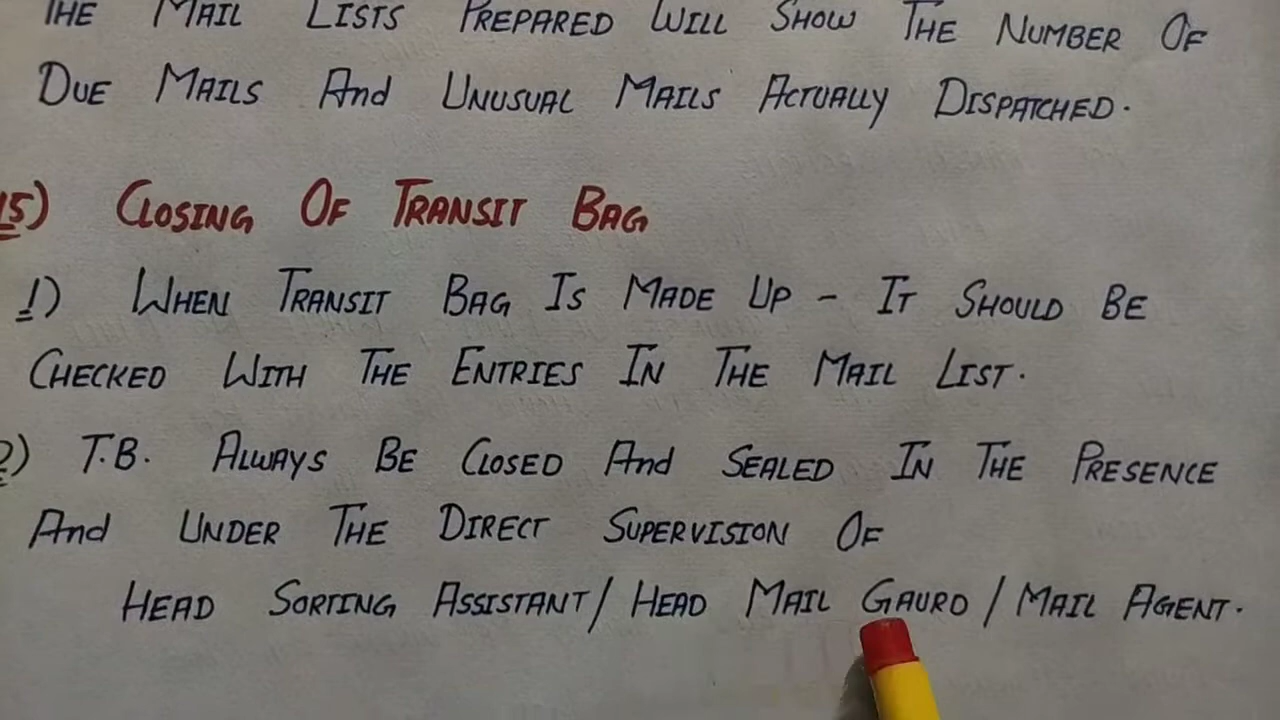 THE MAIL LISTS PREPARED WILL SHOW THE NUMBER OF
DUE MAILS And UNUSUAL MAILS ACTUALLY DISPATCHED.
15) CLOSING OF TRANSIT BAG
1) WHEN TRANSIT BAG IS MADE UP - IT SHOULD BE
CHECKED WITH THE ENTRIES IN THE MAIL LIST.
2) T.B. ALWAYS BE CLOSED And SEALED IN THE PRESENCE
And UNDER THE DIRECT SUPERVISION OF
HEAD SORTING ASSISTANT/ HEAD MAIL GAURD / MAIL AGENT.